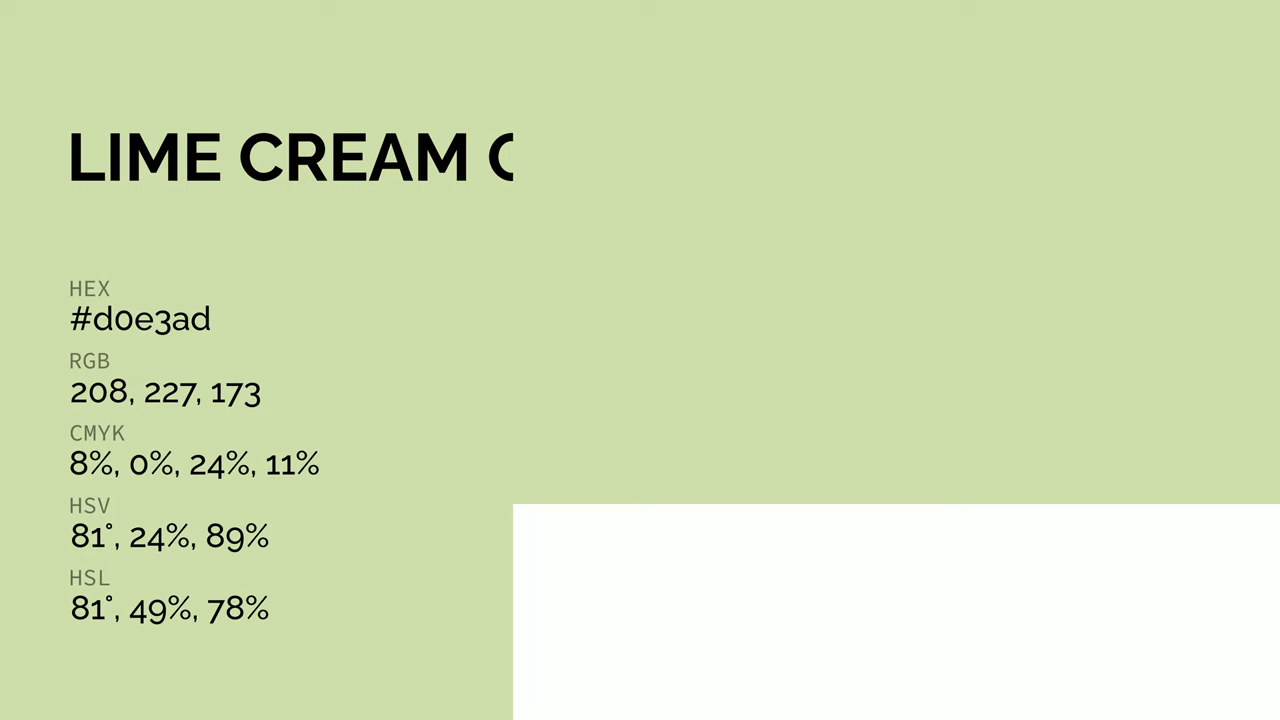 LIME CREAM
HEX
#d0e3ad
RGB
208, 227, 173
CMYK
8%, 0%, 24%, 11%
HSV
81°, 24%, 89%
HSL
81°, 49%, 78%